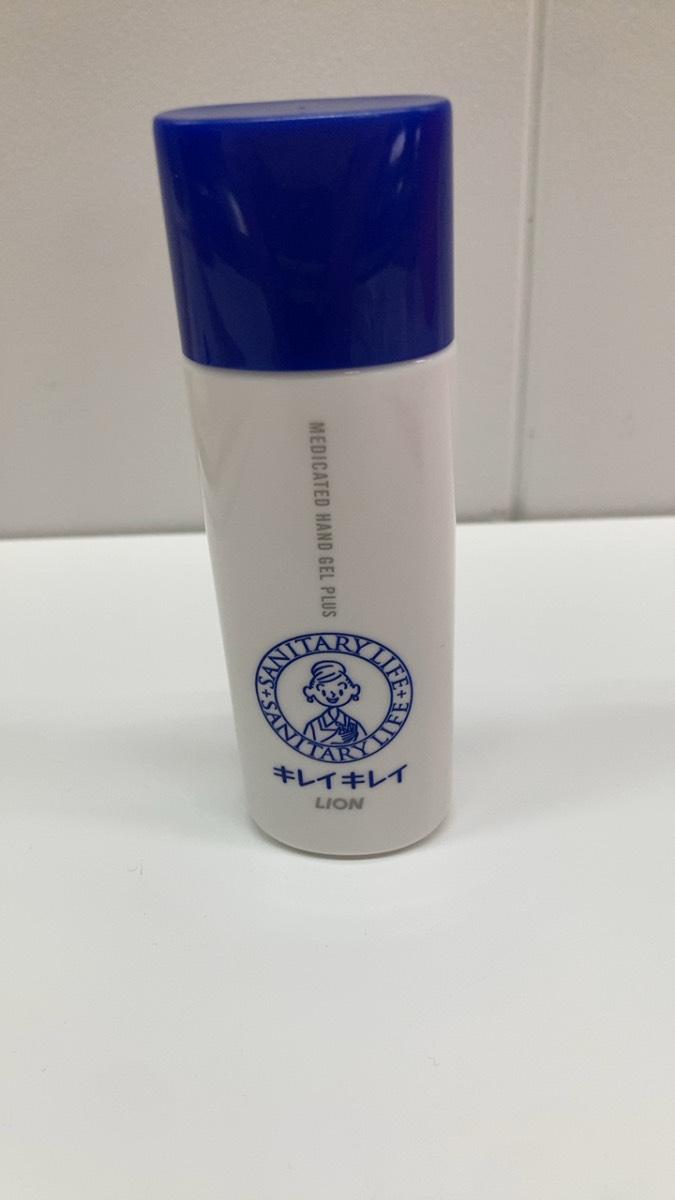 MEDICATED HAND GEL PLUS
SANITARY LIFE
SANITARY LIFE
キレイキレイ
LION